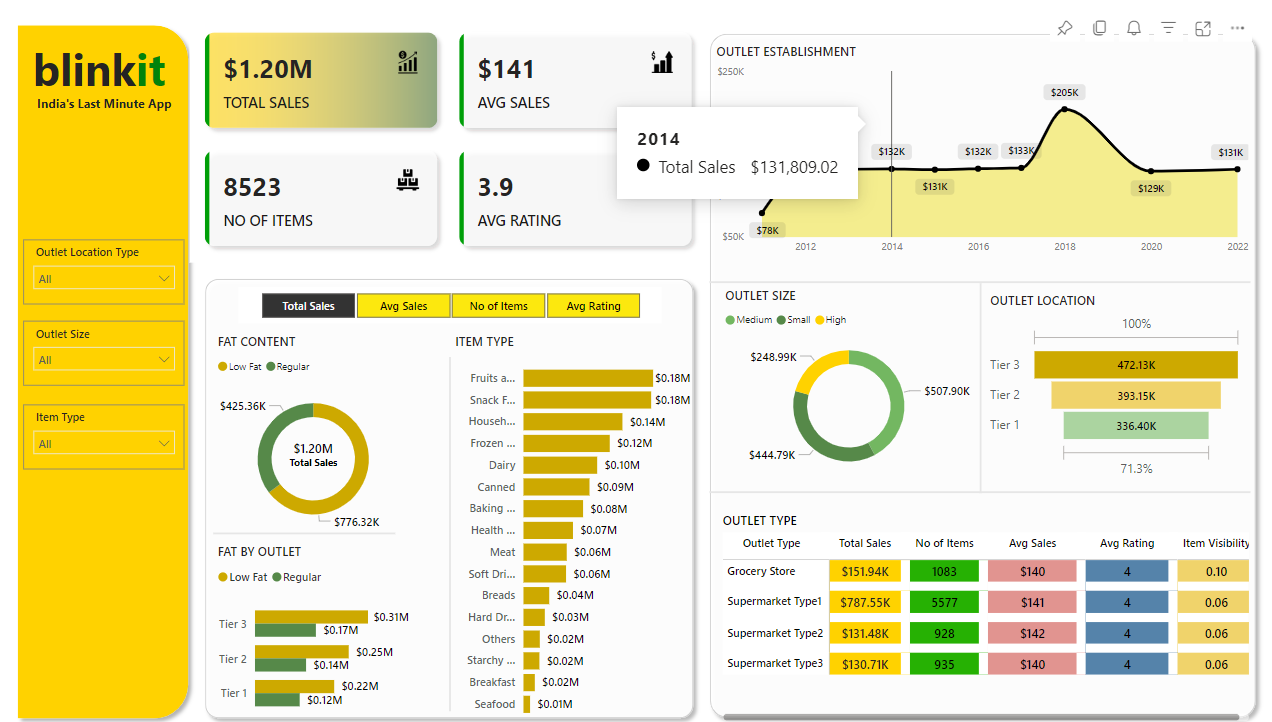 blinkit
India's Last Minute App
Outlet Location Type
All
Outlet Size
All
Item Type
All
$1.20M
TOTAL SALES
$141
AVG SALES
8523
NO OF ITEMS
3.9
AVG RATING
Total Sales
Avg Sales
No of Items
Avg Rating
FAT CONTENT
Low Fat Regular
$425.36K
$1.20M
Total Sales
$776.32K
FAT BY OUTLET
Low Fat Regular
Tier 3 $0.31M
$0.17M
Tier 2 $0.25M
$0.14M
Tier 1 $0.22M
$0.12M
ITEM TYPE
Fruits a... $0.18M
Snack F... $0.18M
Househ... $0.14M
Frozen ... $0.12M
Dairy $0.10M
Canned $0.09M
Baking ... $0.08M
Health ... $0.07M
Meat $0.06M
Soft Dri... $0.06M
Breads $0.04M
Hard Dr... $0.03M
Others $0.02M
Starchy ... $0.02M
Breakfast $0.02M
Seafood $0.01M
OUTLET ESTABLISHMENT
$250K
$205K
2014
Total Sales $131,809.02
$132K
$132K
$133K
$131K
$131K
$129K
$78K
$50K
2012 2014 2016 2018 2020 2022
OUTLET SIZE
Medium Small High
$248.99K
$507.90K
$444.79K
OUTLET LOCATION
100%
Tier 3 472.13K
Tier 2 393.15K
Tier 1 336.40K
71.3%
OUTLET TYPE
Outlet Type Total Sales No of Items Avg Sales Avg Rating Item Visibility
Grocery Store $151.94K 1083 $140 4 0.10
Supermarket Type1 $787.55K 5577 $141 4 0.06
Supermarket Type2 $131.48K 928 $142 4 0.06
Supermarket Type3 $130.71K 935 $140 4 0.06